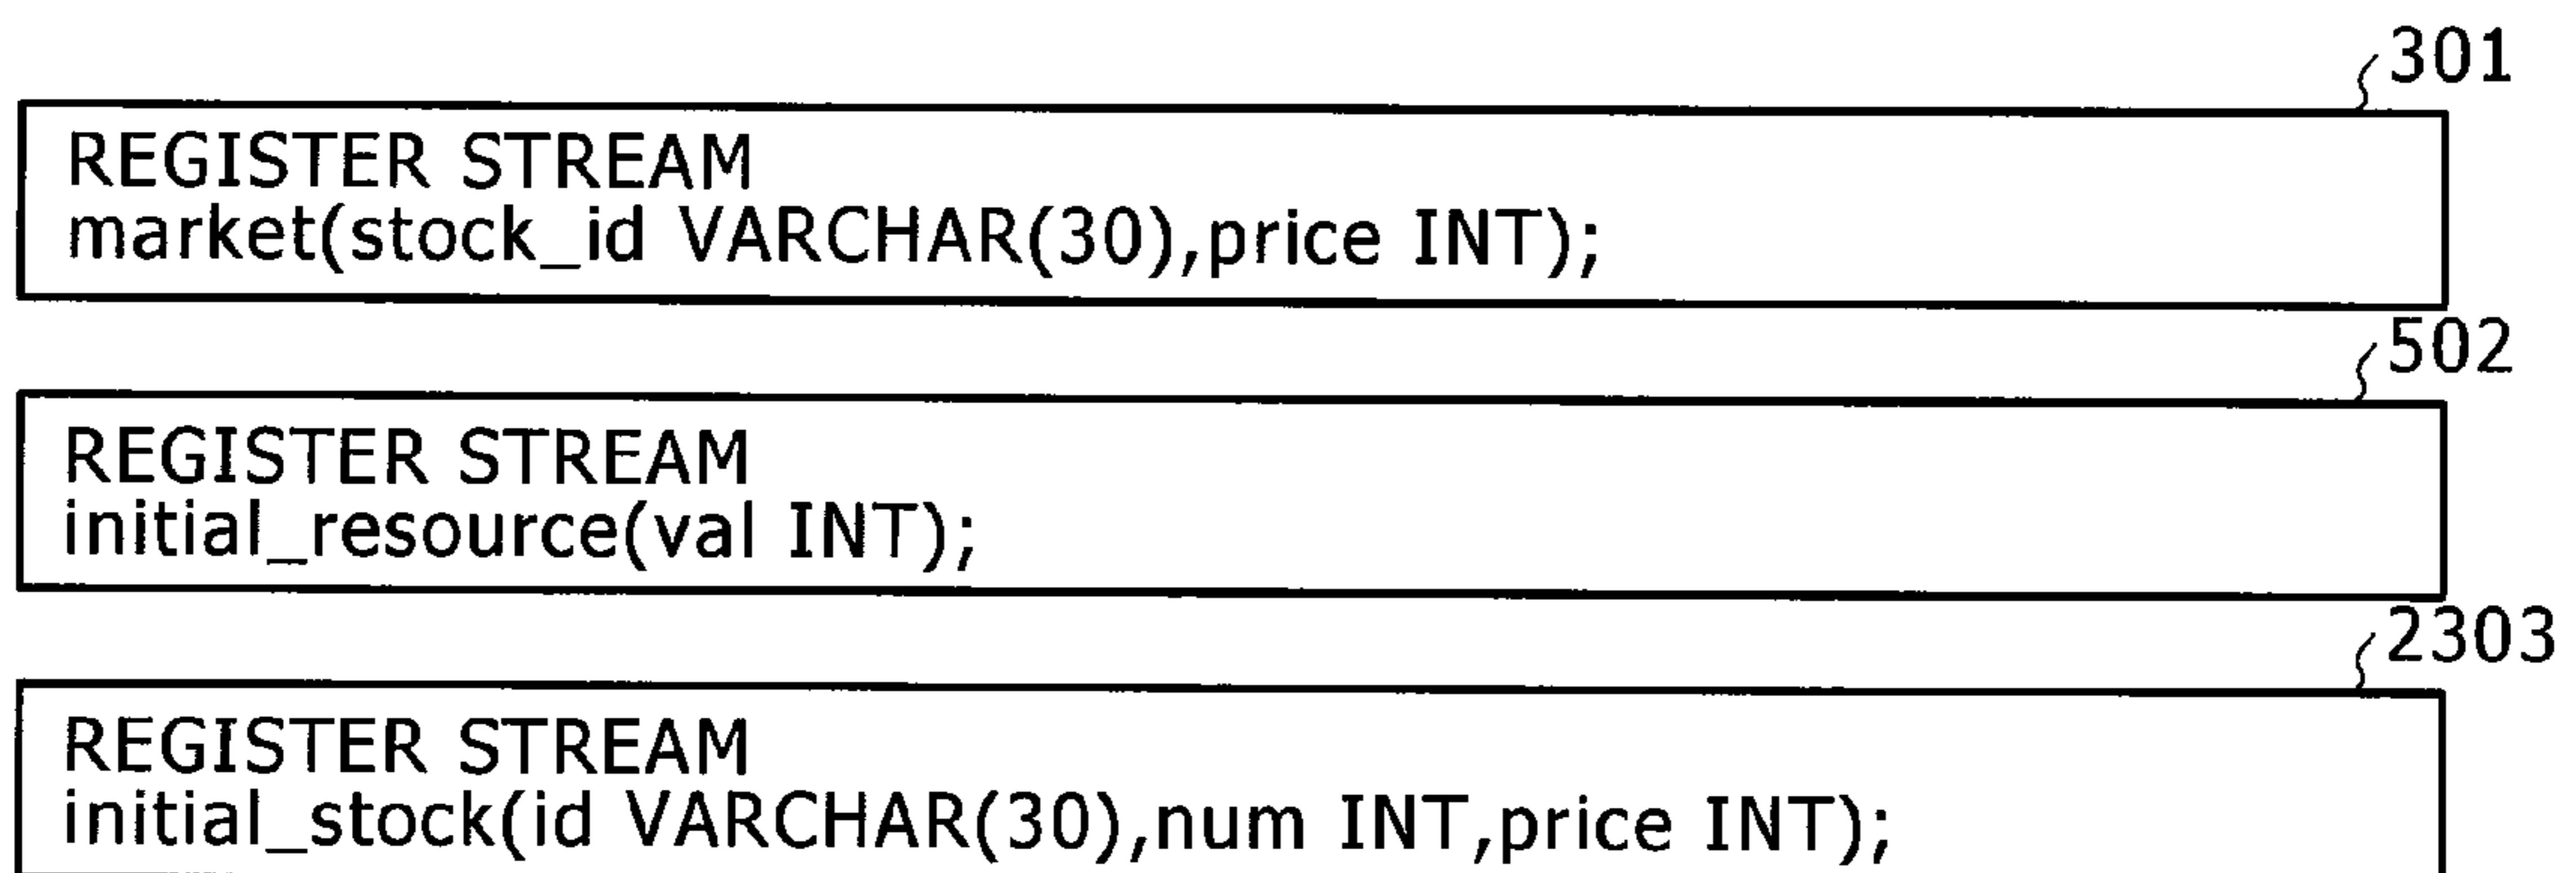 301
REGISTER STREAM
market(stock_id VARCHAR(30),price INT);
502
REGISTER STREAM
initial_resource(val INT);
2303
REGISTER STREAM
initial_stock(id VARCHAR(30),num INT,price INT);